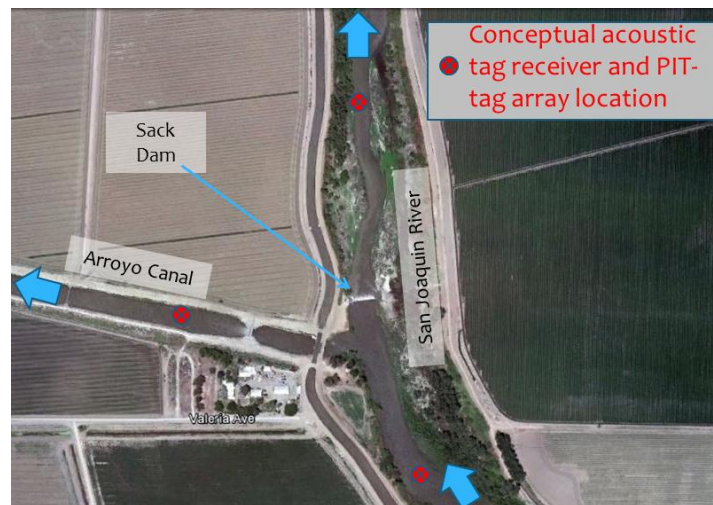 Conceptual acoustic
tag receiver and PIT-
tag array location
Sack
Dam
Arroyo Canal
San Joaquin River
Valeria Ave